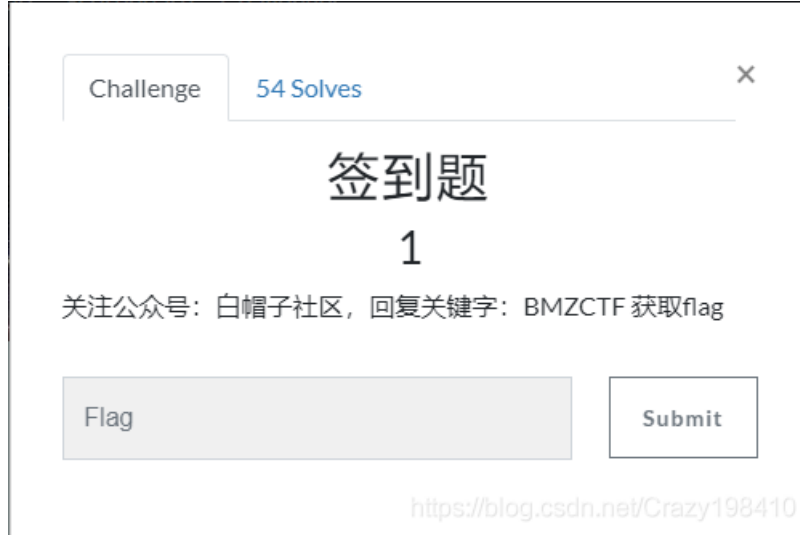 Challenge 54 Solves ×
签到题
1
关注公众号：白帽子社区，回复关键字：BMZCTF 获取flag
Flag Submit
https://blog.csdn.net/Crazy198410